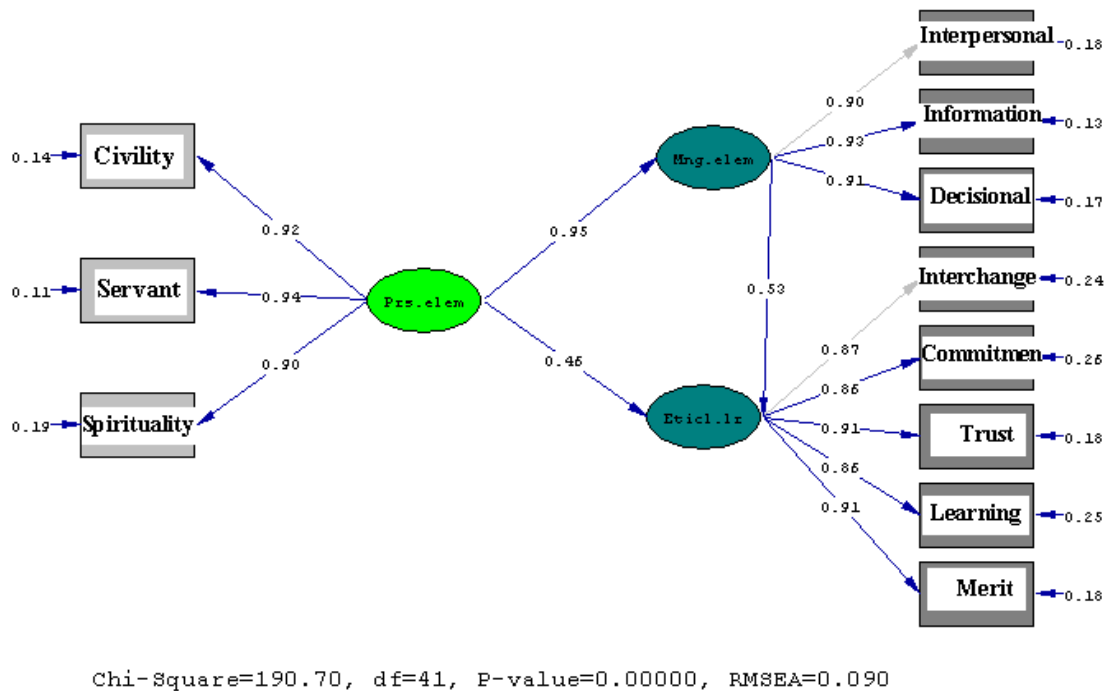 Interpersonal
0.18
0.90
Information
0.13
0.14
Civility
Mng.elem
0.93
0.91
Decisional
0.17
0.92
0.95
Interchange
0.24
0.11
Servant
0.94
Prs.elem
0.53
0.87
Commitmen
0.26
0.90
0.46
0.86
0.19
Spirituality
Eticl.lr
0.91
Trust
0.18
0.86
0.91
Learning
0.25
Merit
0.18
Chi-Square=190.70, df=41, P-value=0.00000, RMSEA=0.090